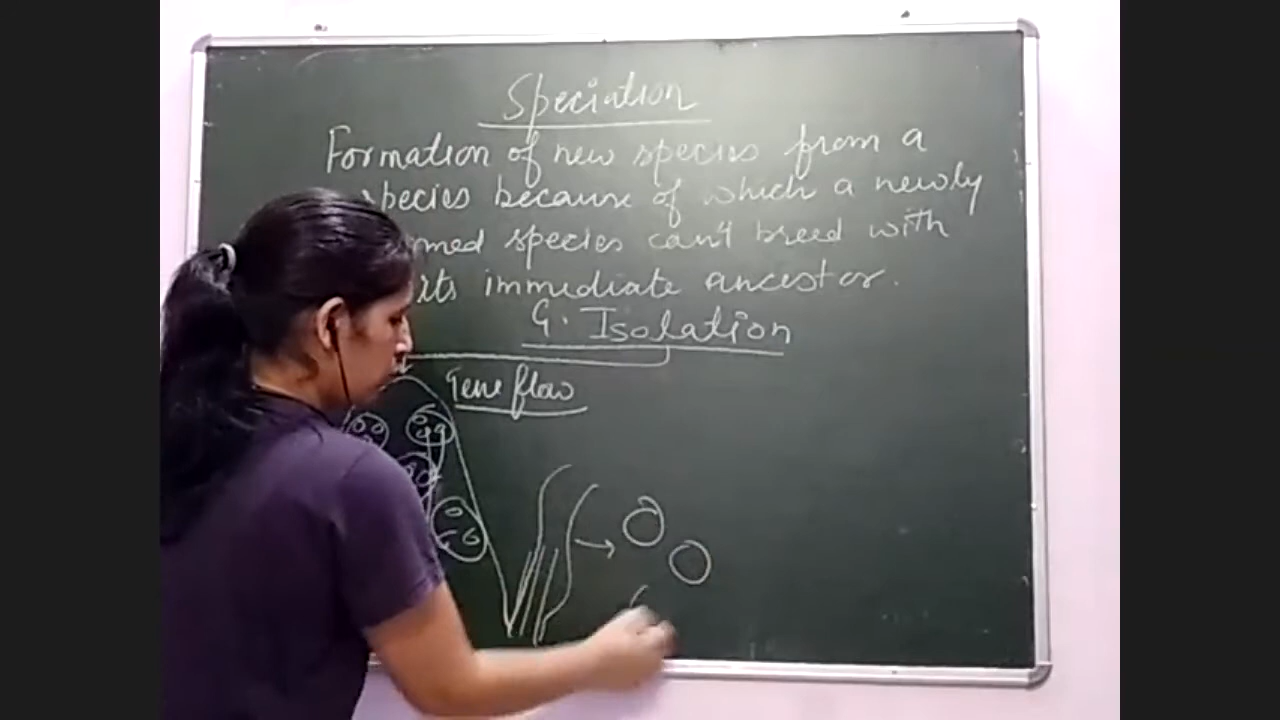 Speciation
Formation of new species from a
species because of which a newly
med species can't breed with
its immediate ancestor.
G. Isolation
Gene flow